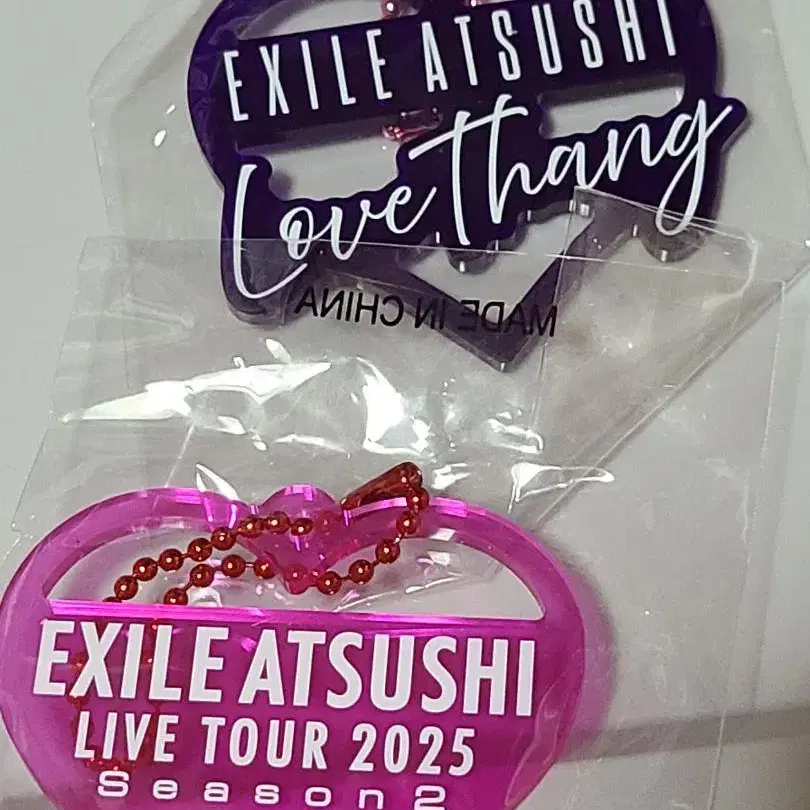 EXILE ATSUSHI
Love Thang
MADE IN CHINA
EXILE ATSUSHI
LIVE TOUR 2025
Season2